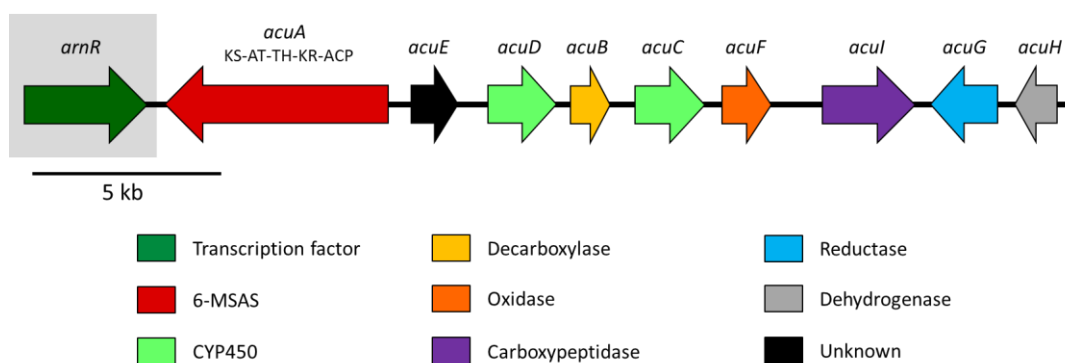 arnR acuA acuE acuD acuB acuC acuF acuI acuG acuH
KS-AT-TH-KR-ACP
5 kb
Transcription factor Decarboxylase Reductase
6-MSAS Oxidase Dehydrogenase
CYP450 Carboxypeptidase Unknown